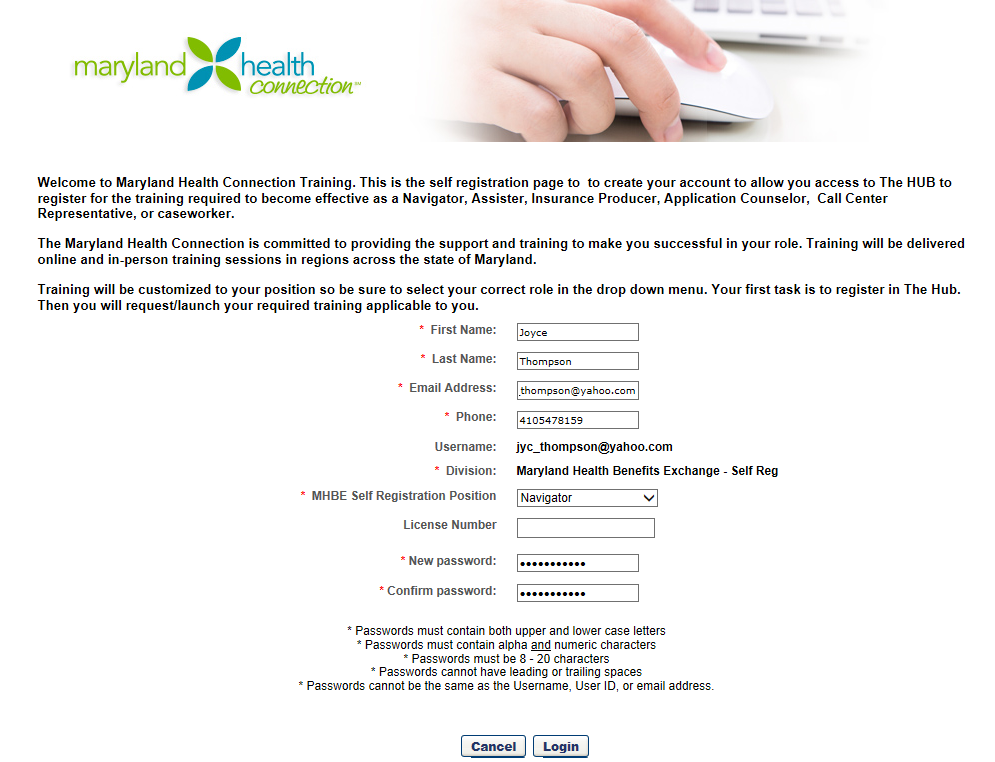 maryland health
connection℠
Welcome to Maryland Health Connection Training. This is the self registration page to  to create your account to allow you access to The HUB to
register for the training required to become effective as a Navigator, Assister, Insurance Producer, Application Counselor,  Call Center
Representative, or caseworker.
The Maryland Health Connection is committed to providing the support and training to make you successful in your role. Training will be delivered
online and in-person training sessions in regions across the state of Maryland.
Training will be customized to your position so be sure to select your correct role in the drop down menu. Your first task is to register in The Hub.
Then you will request/launch your required training applicable to you.
* First Name: Joyce
* Last Name: Thompson
* Email Address: _thompson@yahoo.com
* Phone: 4105478159
Username: jyc_thompson@yahoo.com
* Division: Maryland Health Benefits Exchange - Self Reg
* MHBE Self Registration Position Navigator
License Number
* New password: •••••••••••
* Confirm password: •••••••••••
* Passwords must contain both upper and lower case letters
* Passwords must contain alpha and numeric characters
* Passwords must be 8 - 20 characters
* Passwords cannot have leading or trailing spaces
* Passwords cannot be the same as the Username, User ID, or email address.
Cancel Login